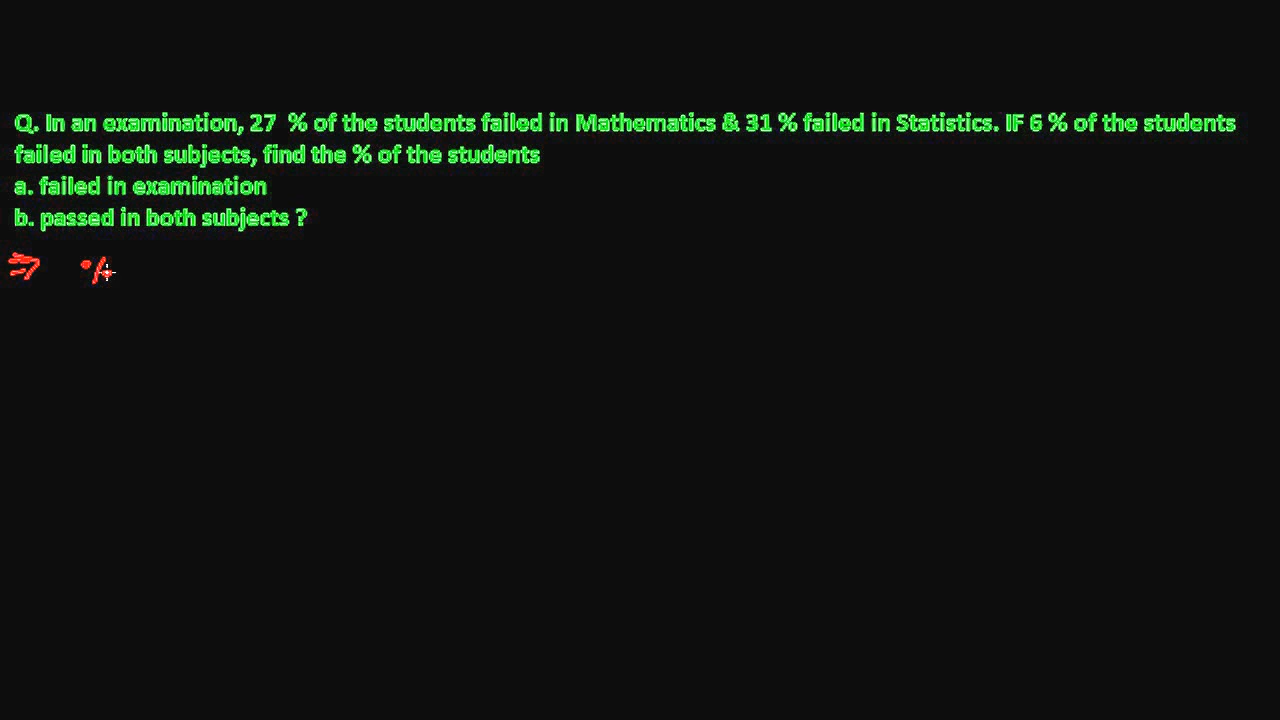 Q. In an examination, 27 % of the students failed in Mathematics & 31 % failed in Statistics. IF 6 % of the students
failed in both subjects, find the % of the students
a. failed in examination
b. passed in both subjects ?
⇒ %